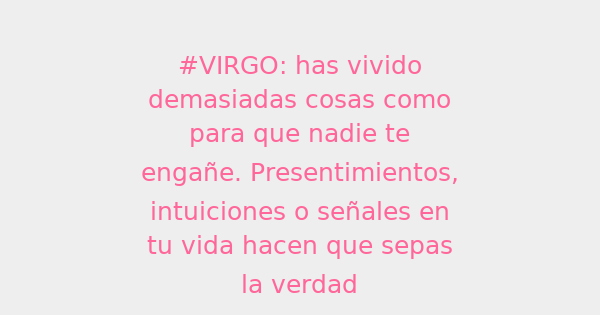 #VIRGO: has vivido
demasiadas cosas como
para que nadie te
engañe. Presentimientos,
intuiciones o señales en
tu vida hacen que sepas
la verdad